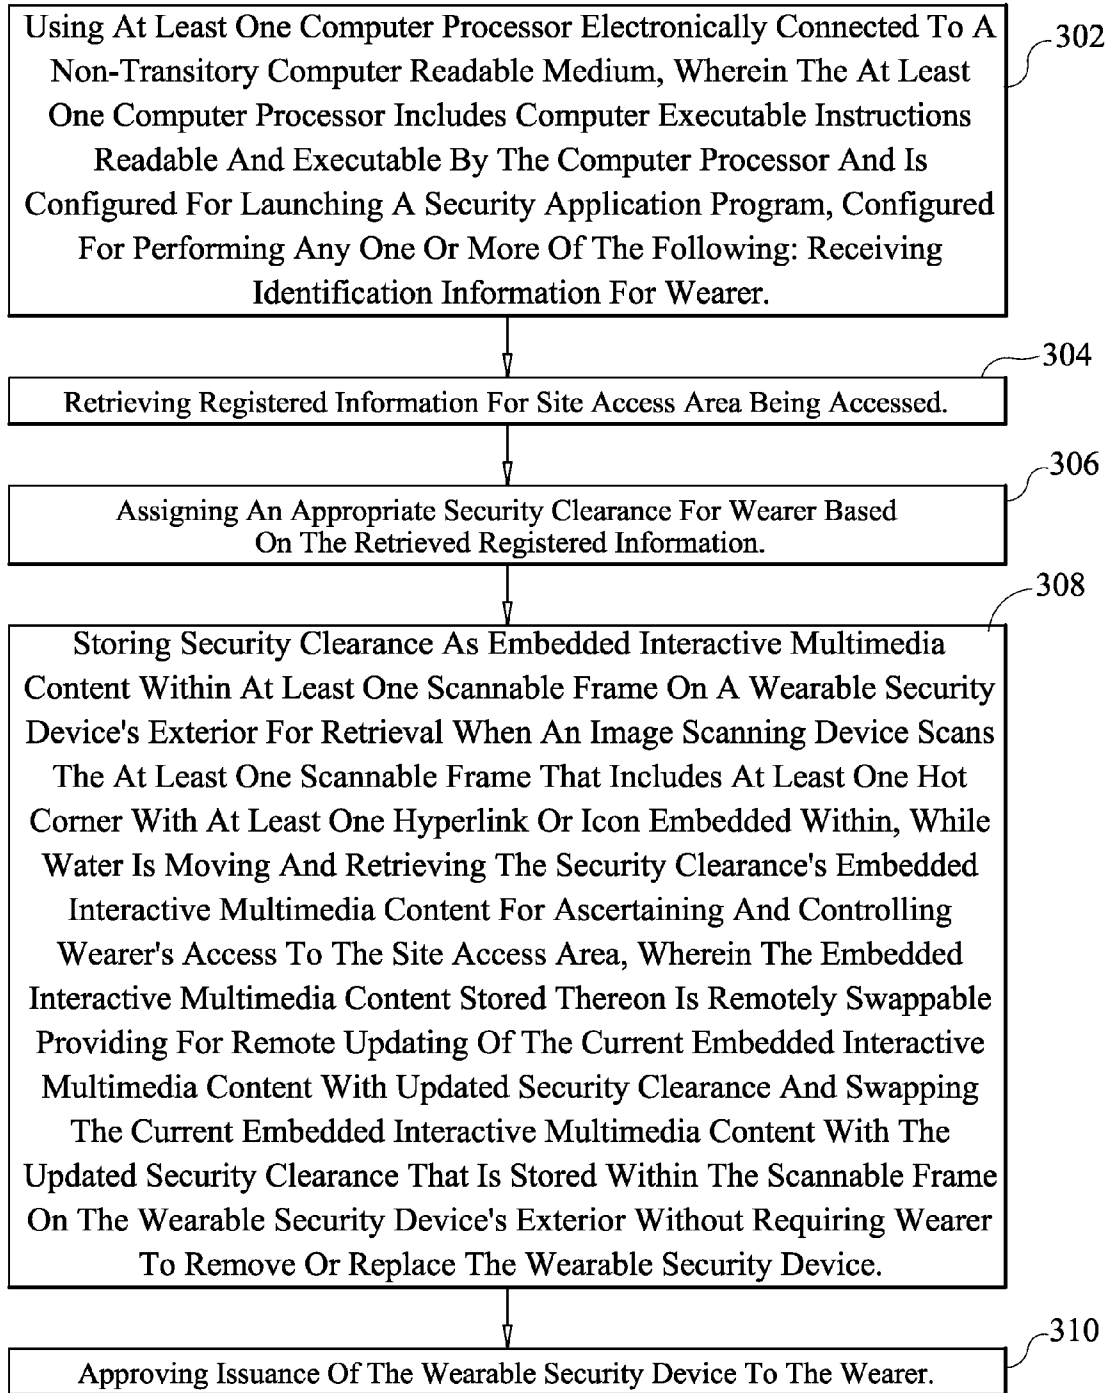 Using At Least One Computer Processor Electronically Connected To A
Non-Transitory Computer Readable Medium, Wherein The At Least
One Computer Processor Includes Computer Executable Instructions
Readable And Executable By The Computer Processor And Is
Configured For Launching A Security Application Program, Configured
For Performing Any One Or More Of The Following: Receiving
Identification Information For Wearer.
302
304
Retrieving Registered Information For Site Access Area Being Accessed.
306
Assigning An Appropriate Security Clearance For Wearer Based
On The Retrieved Registered Information.
308
Storing Security Clearance As Embedded Interactive Multimedia
Content Within At Least One Scannable Frame On A Wearable Security
Device's Exterior For Retrieval When An Image Scanning Device Scans
The At Least One Scannable Frame That Includes At Least One Hot
Corner With At Least One Hyperlink Or Icon Embedded Within, While
Water Is Moving And Retrieving The Security Clearance's Embedded
Interactive Multimedia Content For Ascertaining And Controlling
Wearer's Access To The Site Access Area, Wherein The Embedded
Interactive Multimedia Content Stored Thereon Is Remotely Swappable
Providing For Remote Updating Of The Current Embedded Interactive
Multimedia Content With Updated Security Clearance And Swapping
The Current Embedded Interactive Multimedia Content With The
Updated Security Clearance That Is Stored Within The Scannable Frame
On The Wearable Security Device's Exterior Without Requiring Wearer
To Remove Or Replace The Wearable Security Device.
310
Approving Issuance Of The Wearable Security Device To The Wearer.